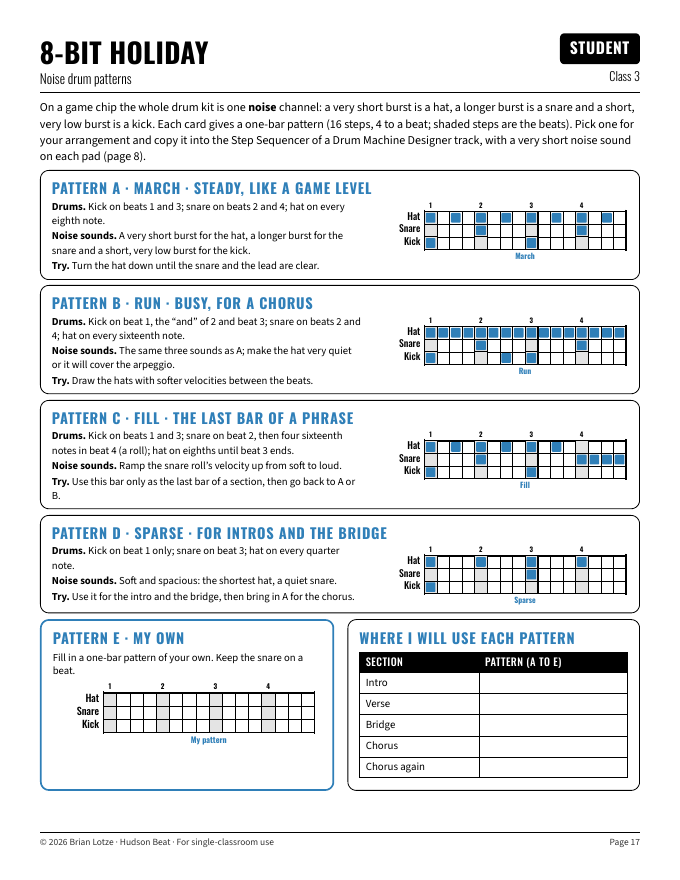 8-BIT HOLIDAY
STUDENT
Noise drum patterns
Class 3
On a game chip the whole drum kit is one noise channel: a very short burst is a hat, a longer burst is a snare and a short,
very low burst is a kick. Each card gives a one-bar pattern (16 steps, 4 to a beat; shaded steps are the beats). Pick one for
your arrangement and copy it into the Step Sequencer of a Drum Machine Designer track, with a very short noise sound
on each pad (page 8).
PATTERN A · MARCH · STEADY, LIKE A GAME LEVEL
Drums. Kick on beats 1 and 3; snare on beats 2 and 4; hat on every
eighth note.
Noise sounds. A very short burst for the hat, a longer burst for the
snare and a short, very low burst for the kick.
Try. Turn the hat down until the snare and the lead are clear.
1 2 3 4
Hat
Snare
Kick
March
PATTERN B · RUN · BUSY, FOR A CHORUS
Drums. Kick on beat 1, the “and” of 2 and beat 3; snare on beats 2 and
4; hat on every sixteenth note.
Noise sounds. The same three sounds as A; make the hat very quiet
or it will cover the arpeggio.
Try. Draw the hats with softer velocities between the beats.
1 2 3 4
Hat
Snare
Kick
Run
PATTERN C · FILL · THE LAST BAR OF A PHRASE
Drums. Kick on beats 1 and 3; snare on beat 2, then four sixteenth
notes in beat 4 (a roll); hat on eighths until beat 3 ends.
Noise sounds. Ramp the snare roll’s velocity up from soft to loud.
Try. Use this bar only as the last bar of a section, then go back to A or
B.
1 2 3 4
Hat
Snare
Kick
Fill
PATTERN D · SPARSE · FOR INTROS AND THE BRIDGE
Drums. Kick on beat 1 only; snare on beat 3; hat on every quarter
note.
Noise sounds. Soft and spacious: the shortest hat, a quiet snare.
Try. Use it for the intro and the bridge, then bring in A for the chorus.
1 2 3 4
Hat
Snare
Kick
Sparse
PATTERN E · MY OWN
Fill in a one-bar pattern of your own. Keep the snare on a
beat.
1 2 3 4
Hat
Snare
Kick
My pattern
WHERE I WILL USE EACH PATTERN
SECTION PATTERN (A TO E)
Intro
Verse
Bridge
Chorus
Chorus again
© 2026 Brian Lotze · Hudson Beat · For single-classroom use
Page 17